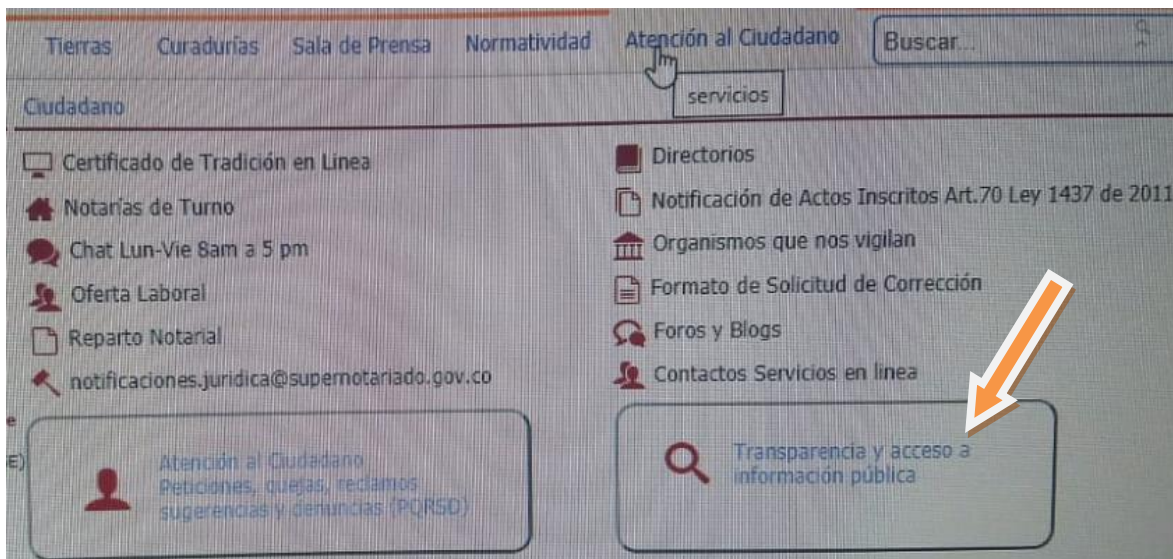 Tierras Curadurías Sala de Prensa Normatividad Atención al Ciudadano Buscar...
servicios
Ciudadano
Certificado de Tradición en Linea
Notarías de Turno
Chat Lun-Vie 8am a 5 pm
Oferta Laboral
Reparto Notarial
notificaciones.juridica@supernotariado.gov.co
Directorios
Notificación de Actos Inscritos Art.70 Ley 1437 de 2011
Organismos que nos vigilan
Formato de Solicitud de Corrección
Foros y Blogs
Contactos Servicios en linea
e
E)
Atención al Ciudadano
Peticiones, quejas, reclamos
sugerencias y denuncias (PQRSD)
Transparencia y acceso a
información pública